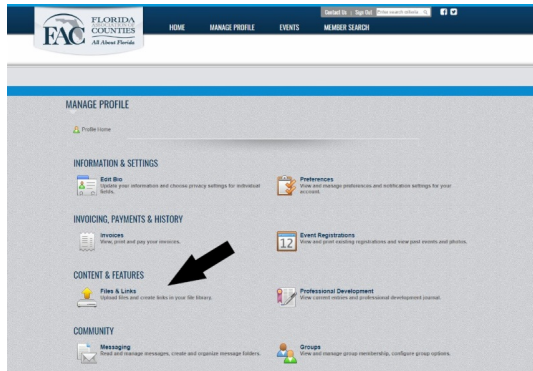 Contact Us | Sign Out Enter search criteria
FLORIDA
ASSOCIATION OF
COUNTIES
FAC
All About Florida
HOME MANAGE PROFILE EVENTS MEMBER SEARCH
MANAGE PROFILE
Profile Home
INFORMATION & SETTINGS
Edit Bio
Update your information and choose privacy settings for individual
fields.
Preferences
View and manage preferences and notification settings for your
account.
INVOICING, PAYMENTS & HISTORY
Invoices
View, print and pay your invoices.
12
Event Registrations
View and print existing registrations and view past events and photos.
CONTENT & FEATURES
Files & Links
Upload files and create links in your file library.
Professional Development
View current entries and professional development journal.
COMMUNITY
Messaging
Read and manage messages, create and organize message folders.
Groups
View and manage group membership, configure group options.